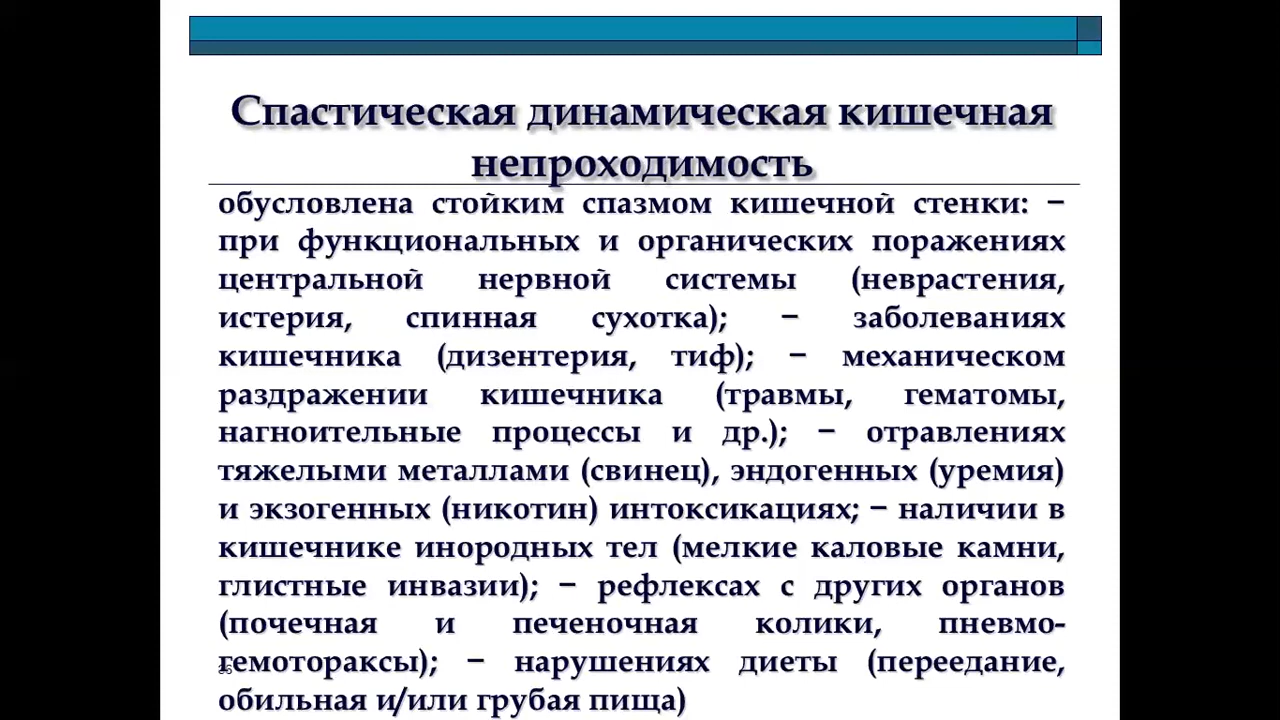 Спастическая динамическая кишечная
непроходимость
обусловлена стойким спазмом кишечной стенки: −
при функциональных и органических поражениях
центральной нервной системы (неврастения,
истерия, спинная сухотка); − заболеваниях
кишечника (дизентерия, тиф); − механическом
раздражении кишечника (травмы, гематомы,
нагноительные процессы и др.); − отравлениях
тяжелыми металлами (свинец), эндогенных (уремия)
и экзогенных (никотин) интоксикациях; − наличии в
кишечнике инородных тел (мелкие каловые камни,
глистные инвазии); − рефлексах с других органов
(почечная и печеночная колики, пневмо-
гемотораксы); − нарушениях диеты (переедание,
обильная и/или грубая пища)